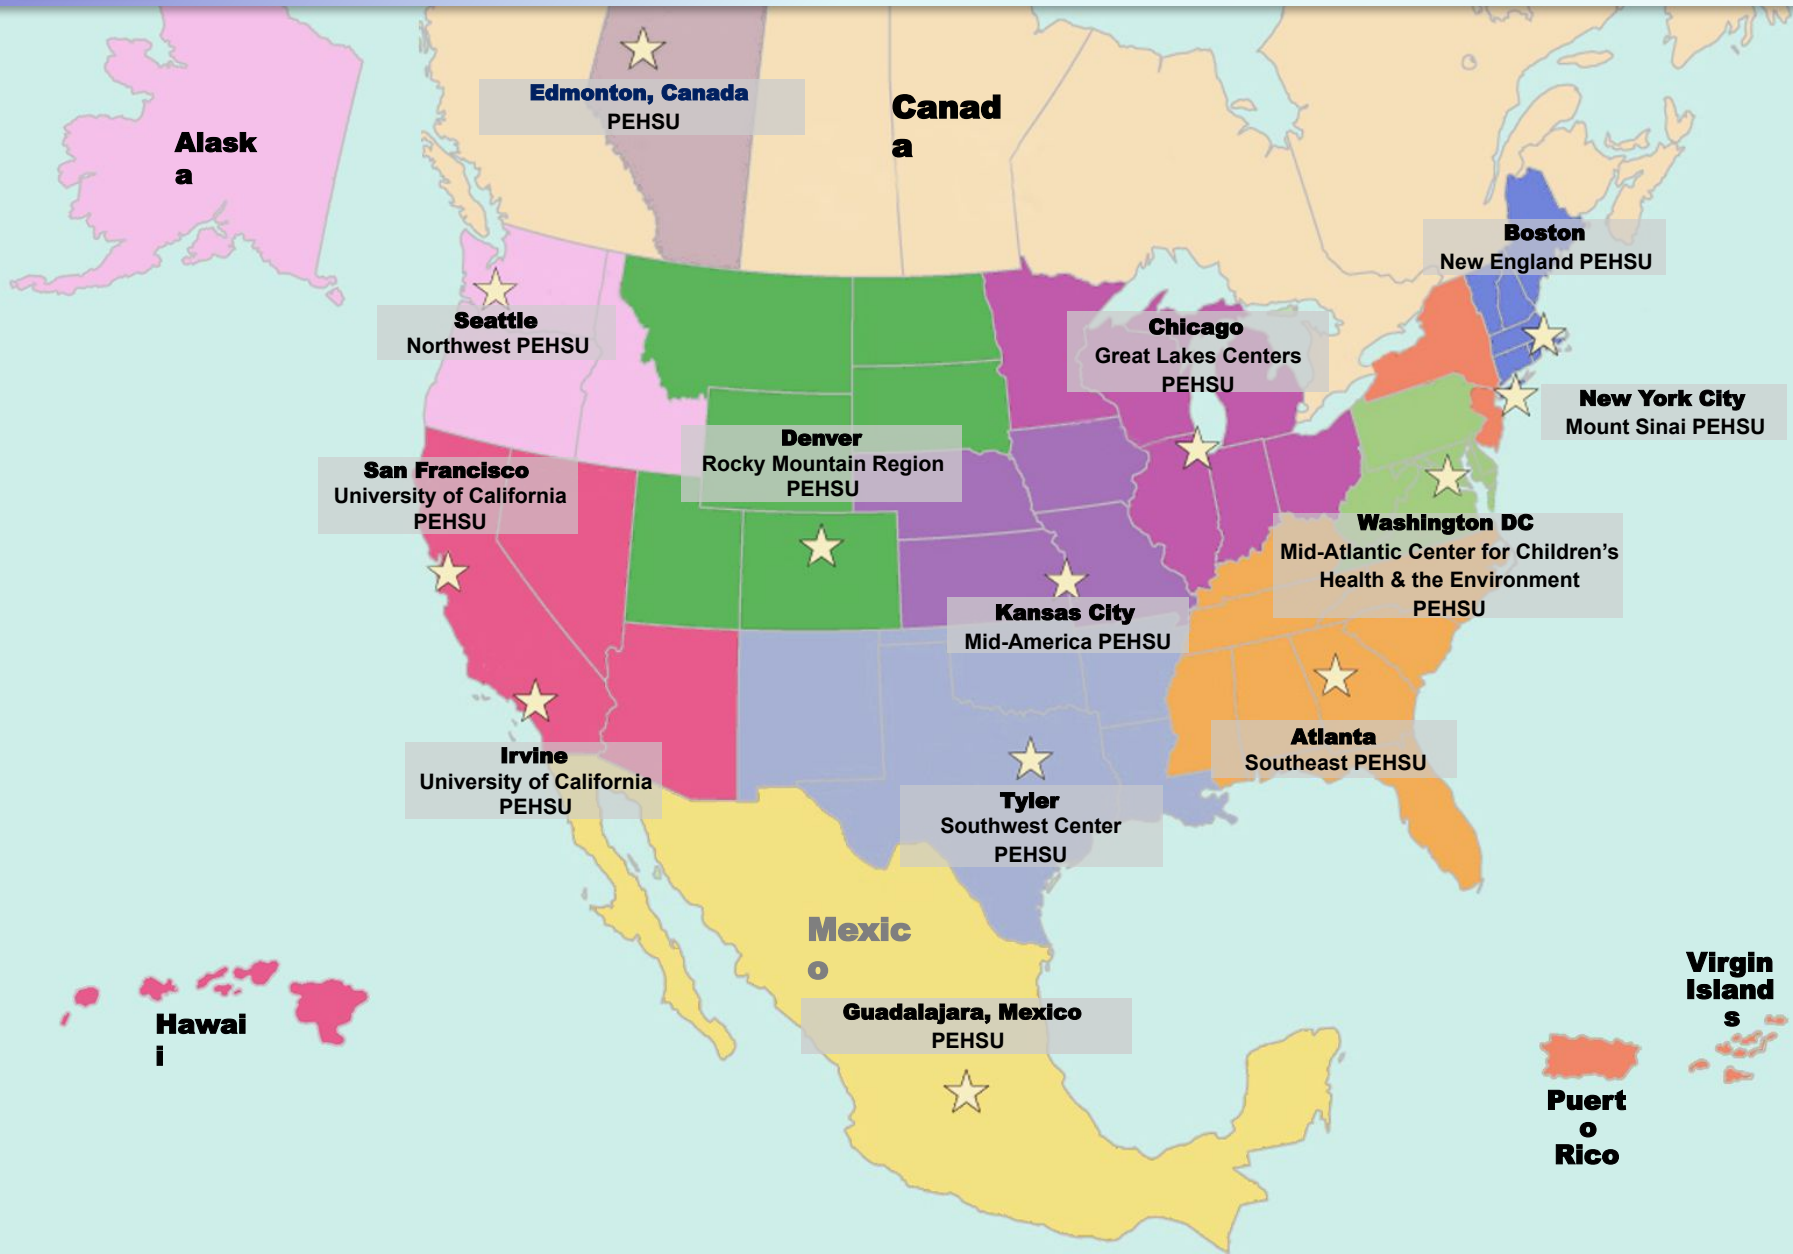 Edmonton, Canada
PEHSU
Canad
a
Alask
a
Boston
New England PEHSU
Seattle
Northwest PEHSU
Chicago
Great Lakes Centers
PEHSU
New York City
Mount Sinai PEHSU
Denver
Rocky Mountain Region
PEHSU
San Francisco
University of California
PEHSU
Washington DC
Mid-Atlantic Center for Children’s
Health & the Environment
PEHSU
Kansas City
Mid-America PEHSU
Atlanta
Southeast PEHSU
Irvine
University of California
PEHSU
Tyler
Southwest Center
PEHSU
Mexic
o
Guadalajara, Mexico
PEHSU
Hawai
i
Virgin
Island
s
Puert
o
Rico